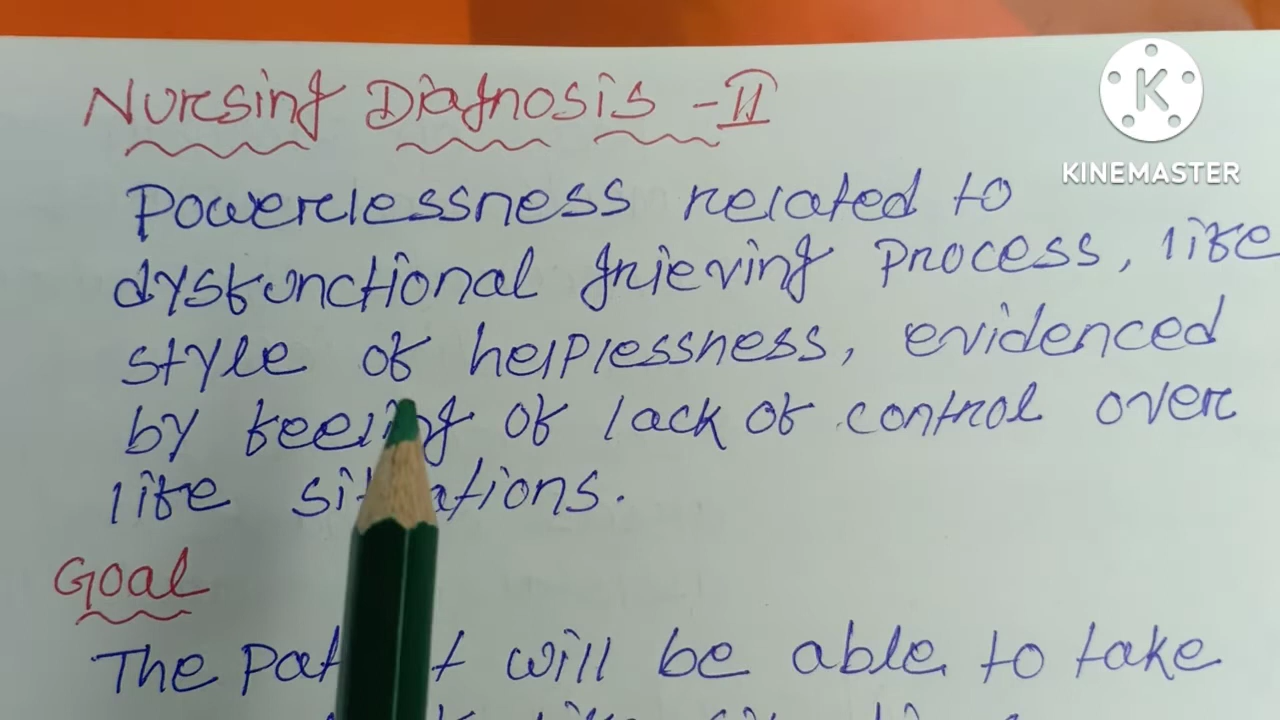 Nursing Diagnosis - II
Powerlessness related to
dysfunctional grieving process, life
style of helplessness, evidenced
by feeling of lack of control over
life situations.
Goal
The patient will be able to take
K
KINEMASTER